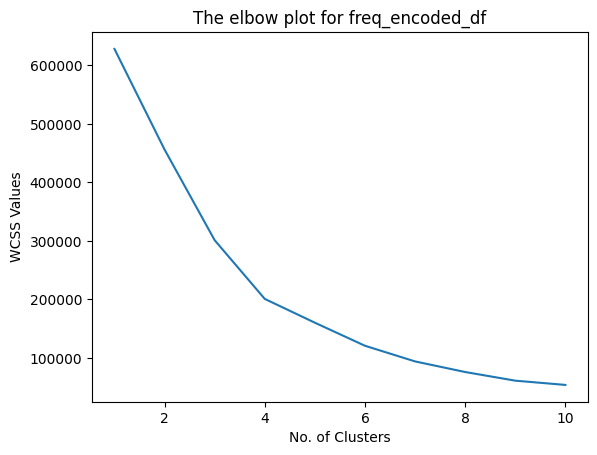 The elbow plot for freq_encoded_df
600000
500000
400000
300000
200000
100000
WCSS Values
2 4 6 8 10
No. of Clusters